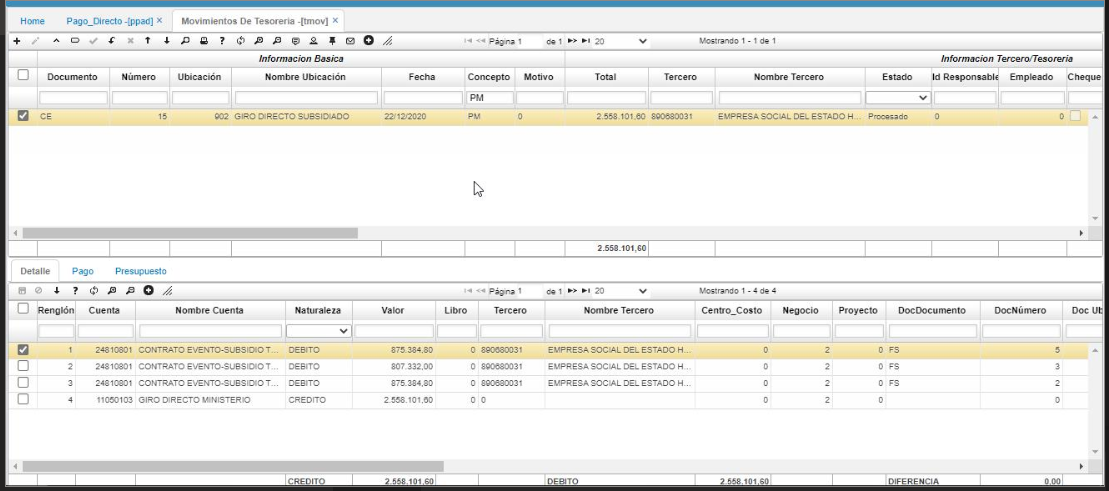 Home Pago_Directo -[ppad] × Movimientos De Tesoreria -[tmov] ×
Página 1 de 1 20 Mostrando 1 - 1 de 1
Informacion Basica Informacion Tercero/Tesoreria
Documento Número Ubicación Nombre Ubicación Fecha Concepto Motivo Total Tercero Nombre Tercero Estado Id Responsable Empleado Cheque
PM
CE 15 902 GIRO DIRECTO SUBSIDIADO 22/12/2020 PM 0 2.558.101,60 890680031 EMPRESA SOCIAL DEL ESTADO H... Procesado 0 0
2.558.101,60
Detalle Pago Presupuesto
Página 1 de 1 20 Mostrando 1 - 4 de 4
Renglón Cuenta Nombre Cuenta Naturaleza Valor Libro Tercero Nombre Tercero Centro_Costo Negocio Proyecto DocDocumento DocNúmero Doc Ub
1 24810801 CONTRATO EVENTO-SUBSIDIO T... DEBITO 875.384,80 0 890680031 EMPRESA SOCIAL DEL ESTADO H... 0 2 0 FS 5
2 24810801 CONTRATO EVENTO-SUBSIDIO T... DEBITO 807.332,00 0 890680031 EMPRESA SOCIAL DEL ESTADO H... 0 2 0 FS 3
3 24810801 CONTRATO EVENTO-SUBSIDIO T... DEBITO 875.384,80 0 890680031 EMPRESA SOCIAL DEL ESTADO H... 0 2 0 FS 2
4 11050103 GIRO DIRECTO MINISTERIO CREDITO 2.558.101,60 0 0 0 2 0 0
CREDITO 2.558.101,60 DEBITO 2.558.101,60 DIFERENCIA 0,00